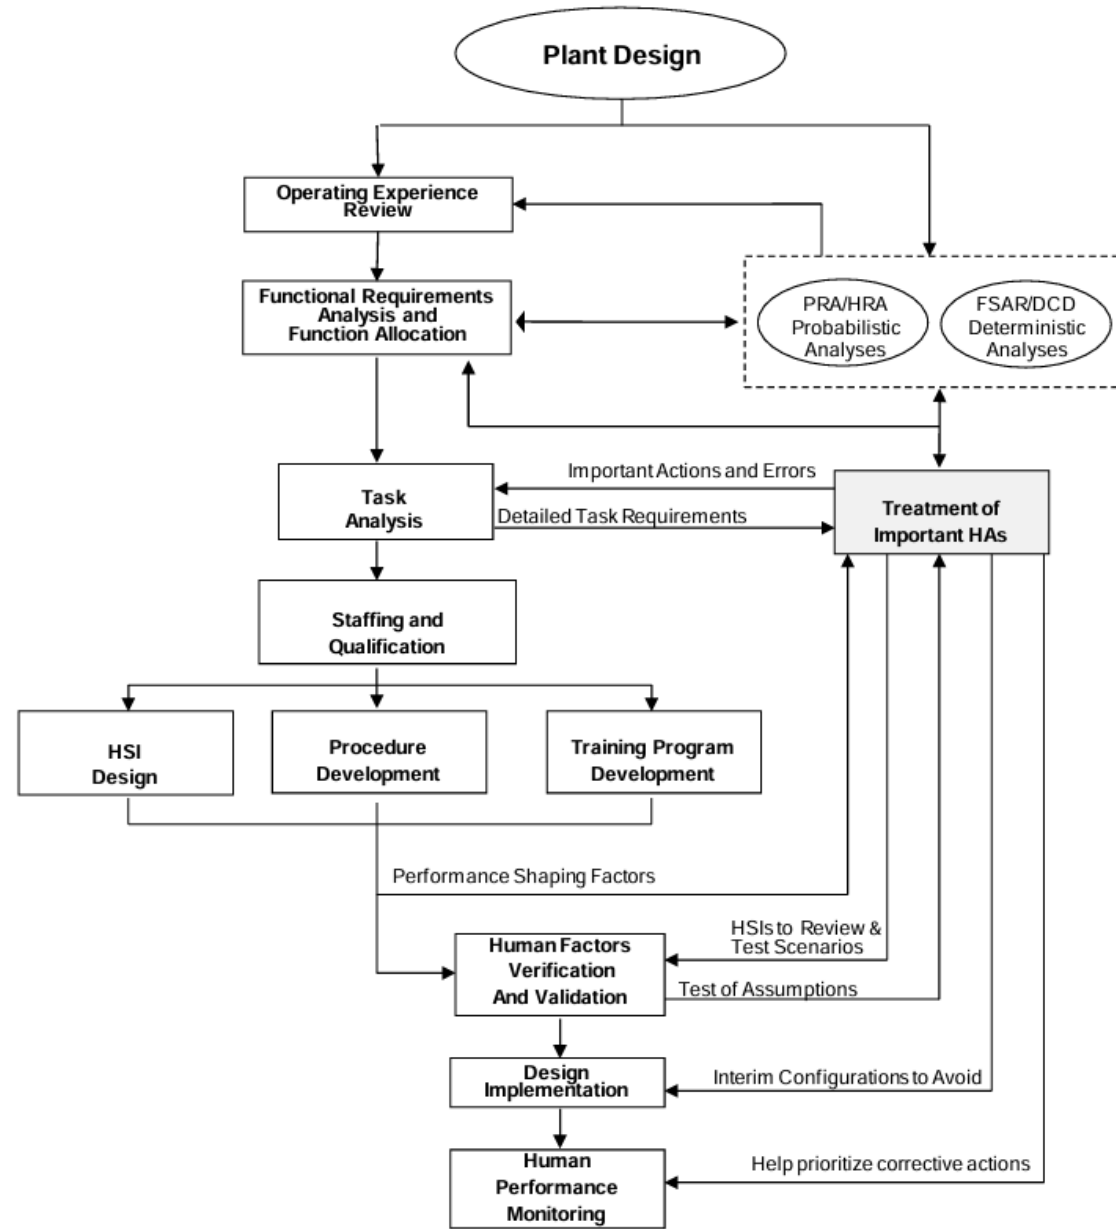 Plant Design
Operating Experience
Review
Functional Requirements
Analysis and
Function Allocation
PRA/HRA
Probabilistic
Analyses
FSAR/DCD
Deterministic
Analyses
Important Actions and Errors
Task
Analysis
Detailed Task Requirements
Treatment of
Important HAs
Staffing and
Qualification
HSI
Design
Procedure
Development
Training Program
Development
Performance Shaping Factors
HSIs to Review &
Test Scenarios
Human Factors
Verification
And Validation
Test of Assumptions
Design
Implementation
Interim Configurations to Avoid
Human
Performance
Monitoring
Help prioritize corrective actions